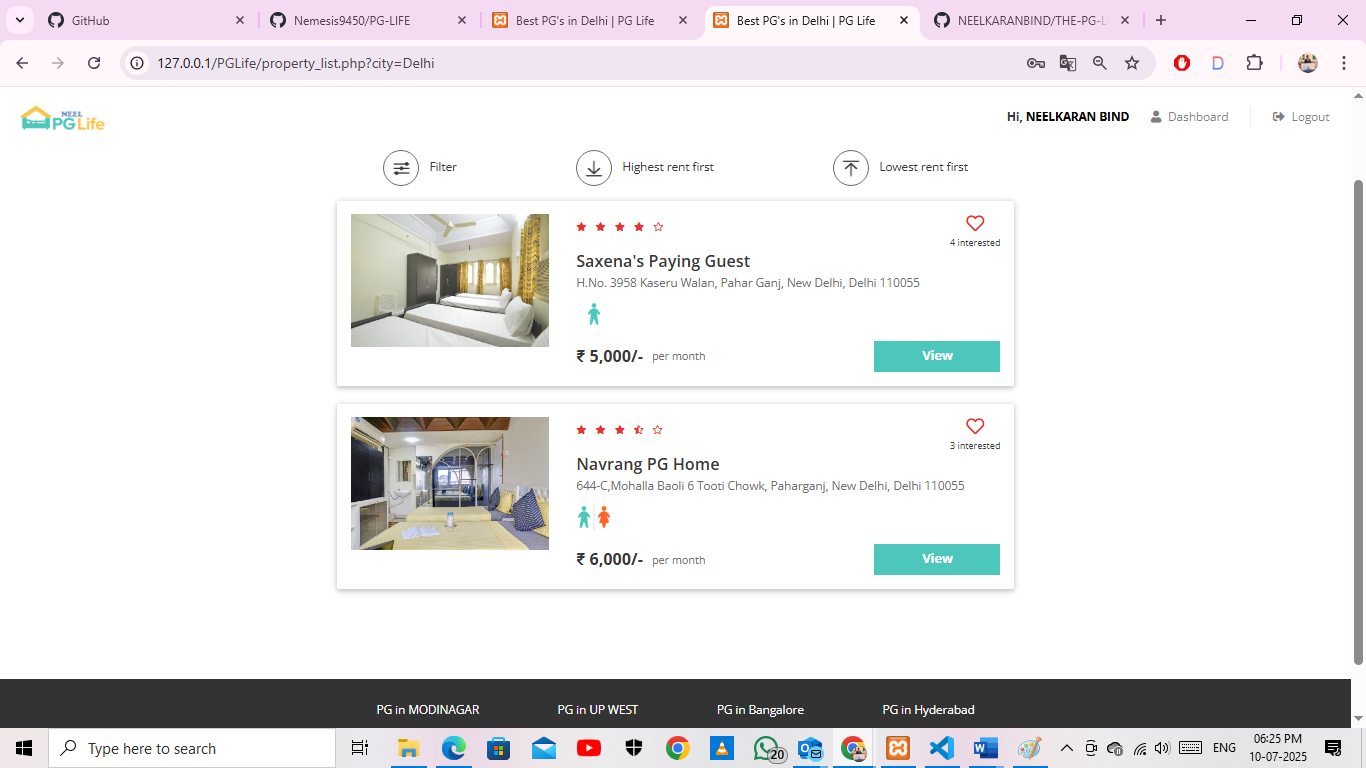 GitHub
Nemesis9450/PG-LIFE
Best PG's in Delhi | PG Life
Best PG's in Delhi | PG Life
NEELKARANBIND/THE-PG-L
127.0.0.1/PGLife/property_list.php?city=Delhi
NEEL
PG Life
Hi, NEELKARAN BIND
Dashboard
Logout
Filter
Highest rent first
Lowest rent first
4 interested
Saxena's Paying Guest
H.No. 3958 Kaseru Walan, Pahar Ganj, New Delhi, Delhi 110055
₹ 5,000/- per month
View
3 interested
Navrang PG Home
644-C,Mohalla Baoli 6 Tooti Chowk, Paharganj, New Delhi, Delhi 110055
₹ 6,000/- per month
View
PG in MODINAGAR
PG in UP WEST
PG in Bangalore
PG in Hyderabad
Type here to search
20
ENG
06:25 PM
10-07-2025